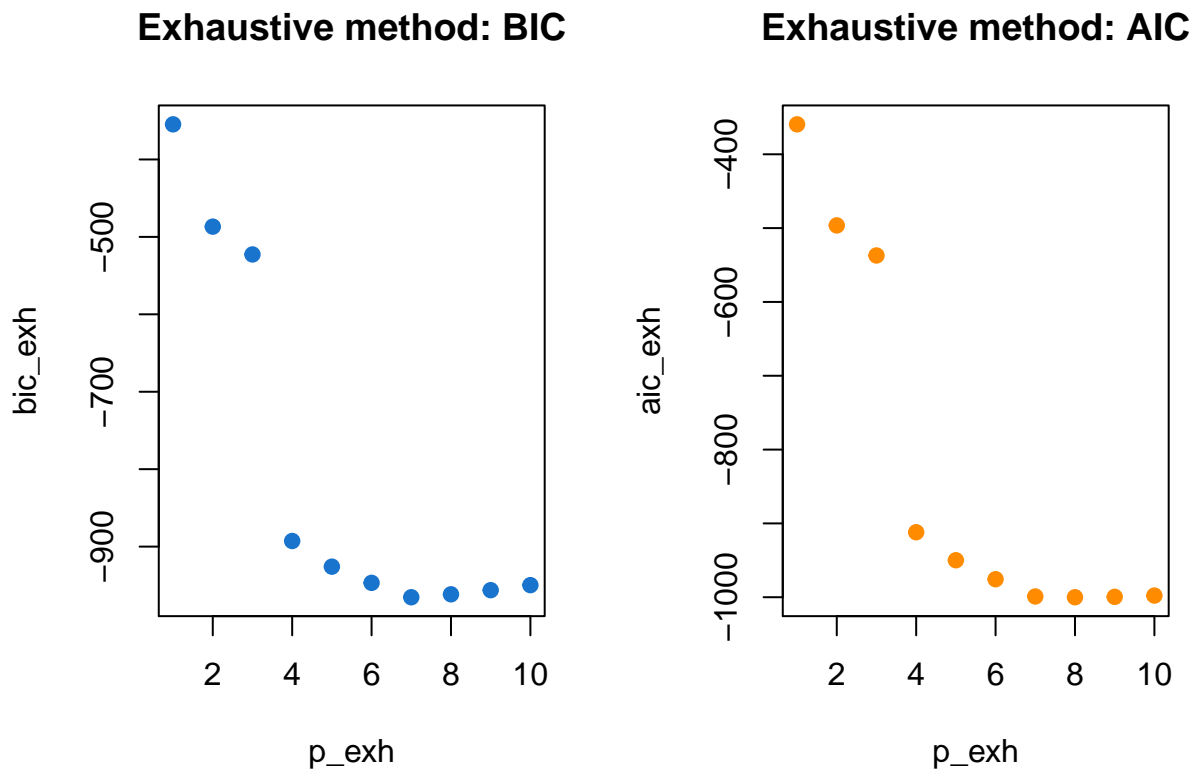 Exhaustive method: BIC
bic_exh
−500
−700
−900
2 4 6 8 10
p_exh
Exhaustive method: AIC
aic_exh
−400
−600
−800
−1000
2 4 6 8 10
p_exh